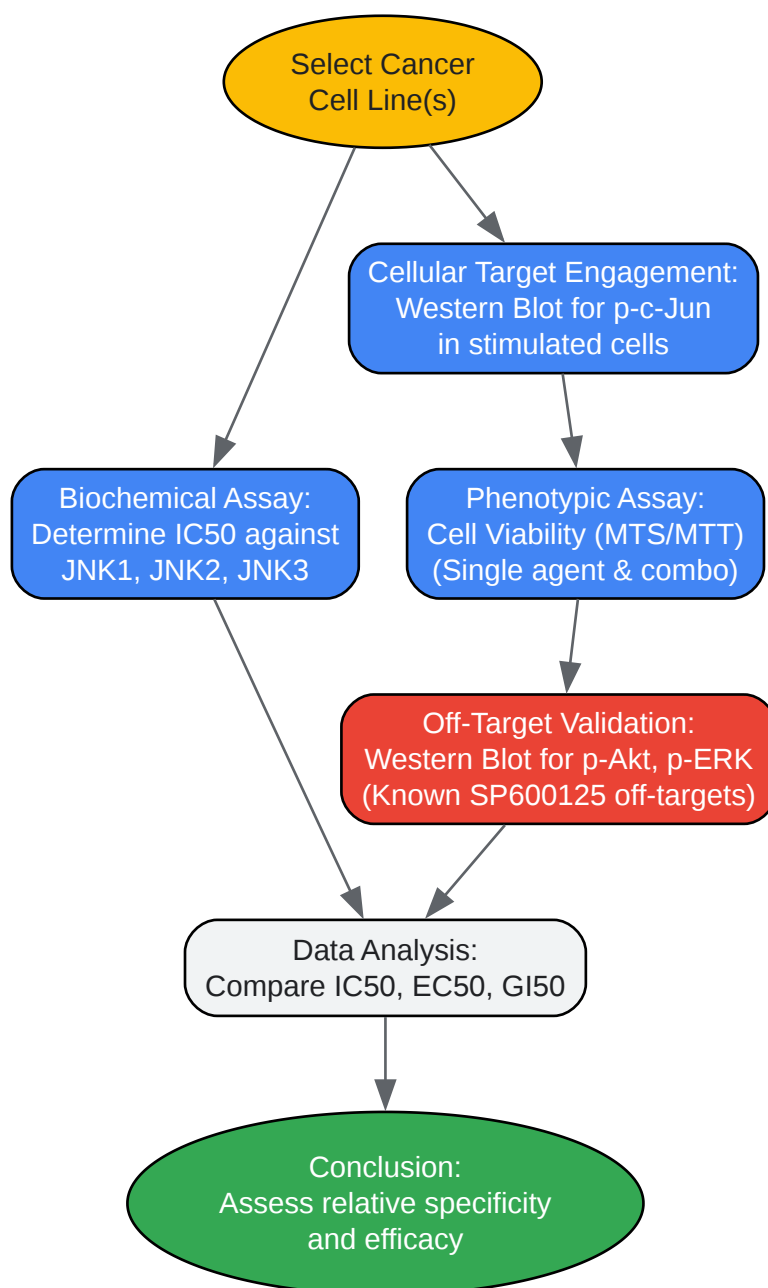 Select Cancer
Cell Line(s)
Cellular Target Engagement:
Western Blot for p-c-Jun
in stimulated cells
Biochemical Assay:
Determine IC50 against
JNK1, JNK2, JNK3
Phenotypic Assay:
Cell Viability (MTS/MTT)
(Single agent & combo)
Off-Target Validation:
Western Blot for p-Akt, p-ERK
(Known SP600125 off-targets)
Data Analysis:
Compare IC50, EC50, GI50
Conclusion:
Assess relative specificity
and efficacy